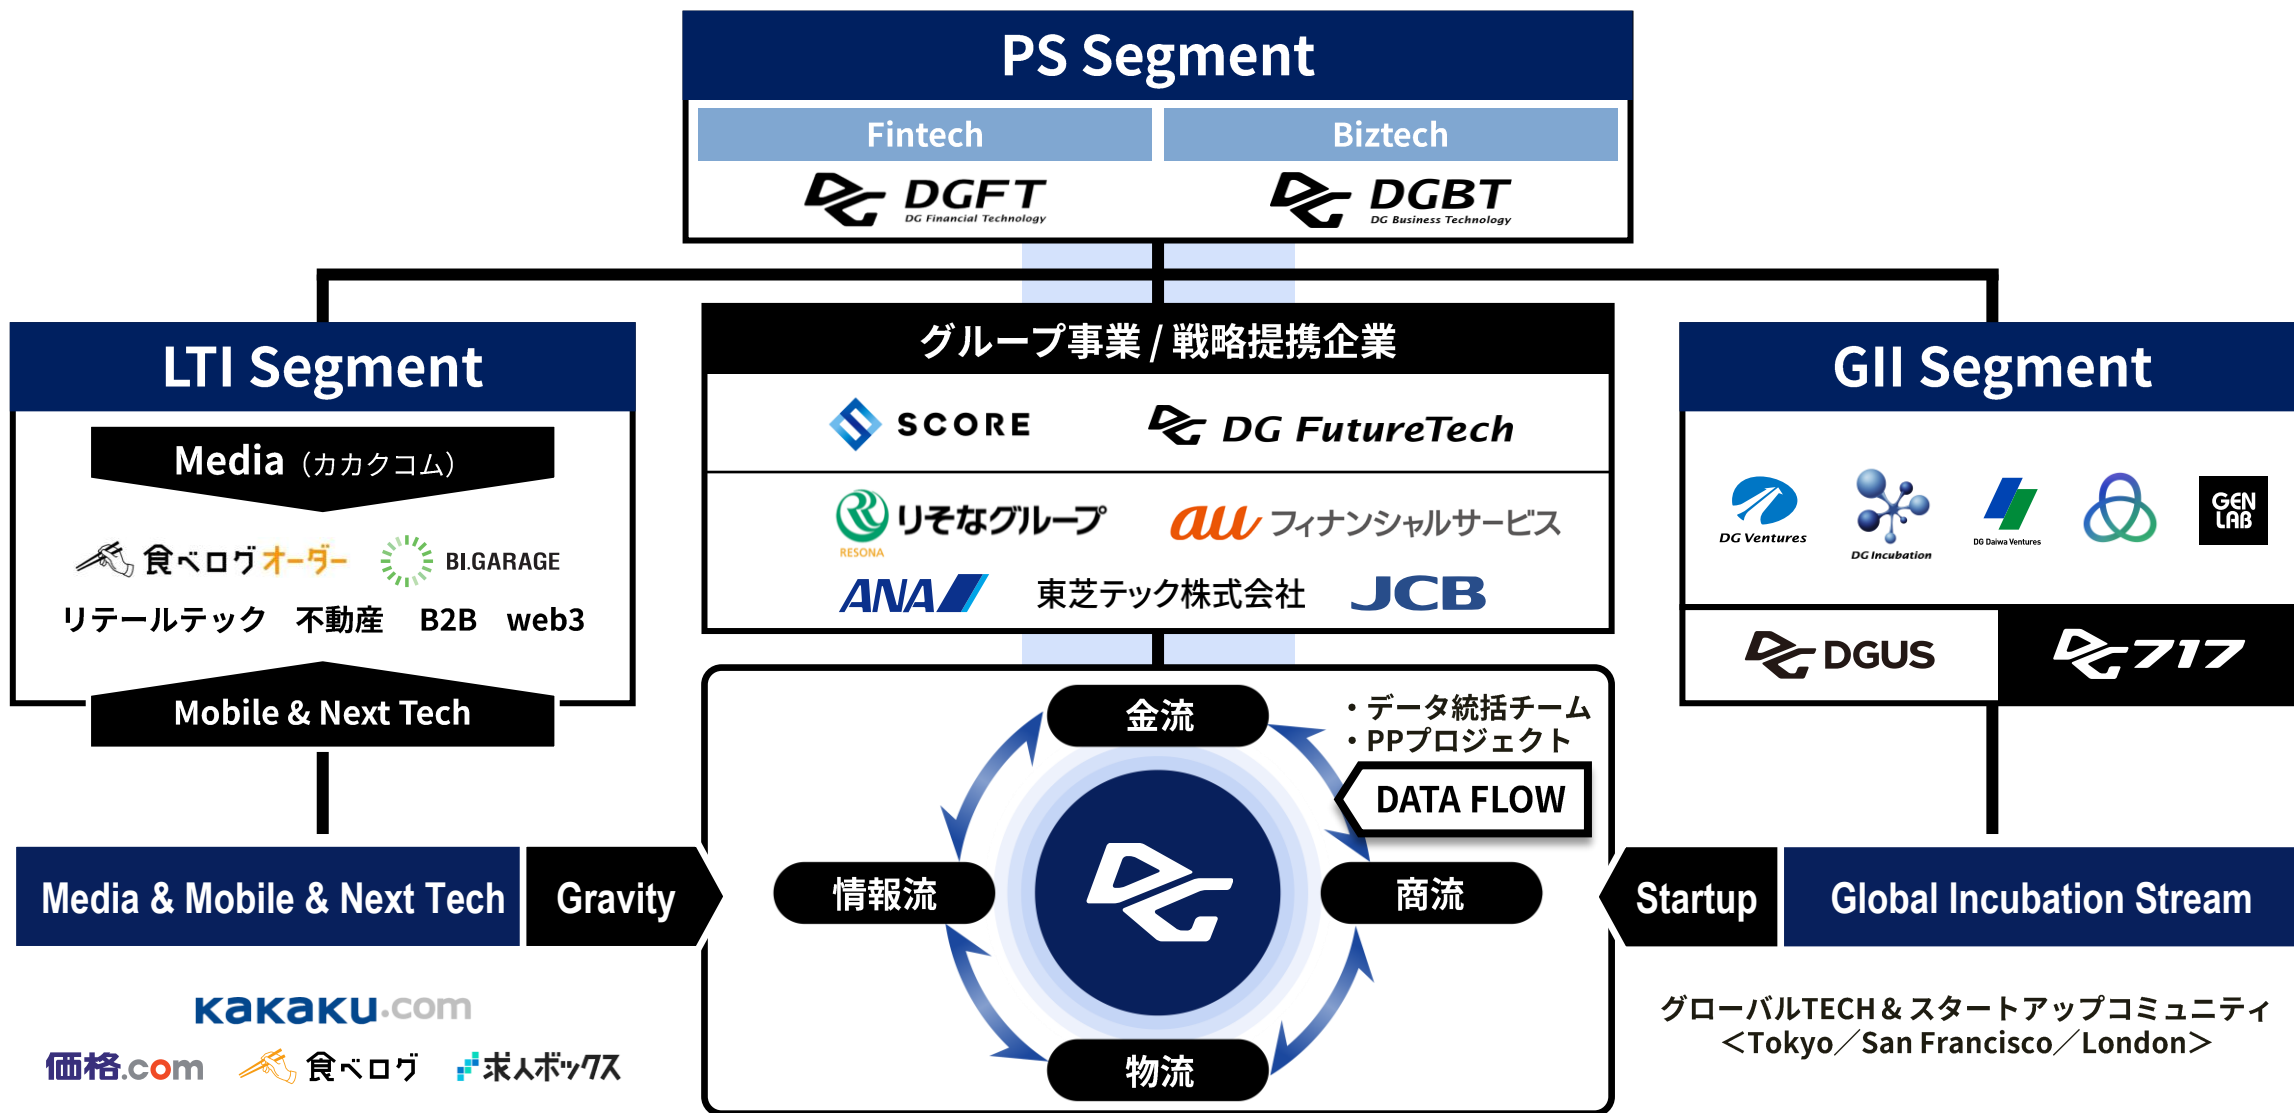 PS Segment
Fintech
Biztech
DGFT
DG Financial Technology
DGBT
DG Business Technology
LTI Segment
Media（カカクコム）
食べログオーダー
BI.GARAGE
リテールテック 不動産 B2B web3
Mobile & Next Tech
グループ事業 / 戦略提携企業
SCORE
DG FutureTech
RESONA
りそなグループ
au フィナンシャルサービス
ANA
東芝テック株式会社
JCB
GII Segment
DG Ventures
DG Incubation
DG Daiwa Ventures
GEN LAB
DGUS
DG 717
金流
・データ統括チーム
・PPプロジェクト
DATA FLOW
情報流
DG
商流
物流
Media & Mobile & Next Tech
Gravity
Startup
Global Incubation Stream
kakaku.com
価格.com
食べログ
求人ボックス
グローバルTECH & スタートアップコミュニティ
＜Tokyo／San Francisco／London＞